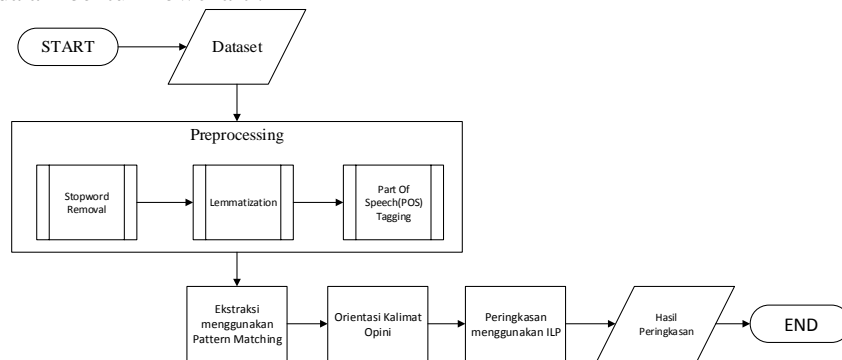 START
Dataset
Preprocessing
Stopword
Removal
Lemmatization
Part Of
Speech(POS)
Tagging
Ekstraksi
menggunakan
Pattern Matching
Orientasi Kalimat
Opini
Peringkasan
menggunakan ILP
Hasil
Peringkasan
END